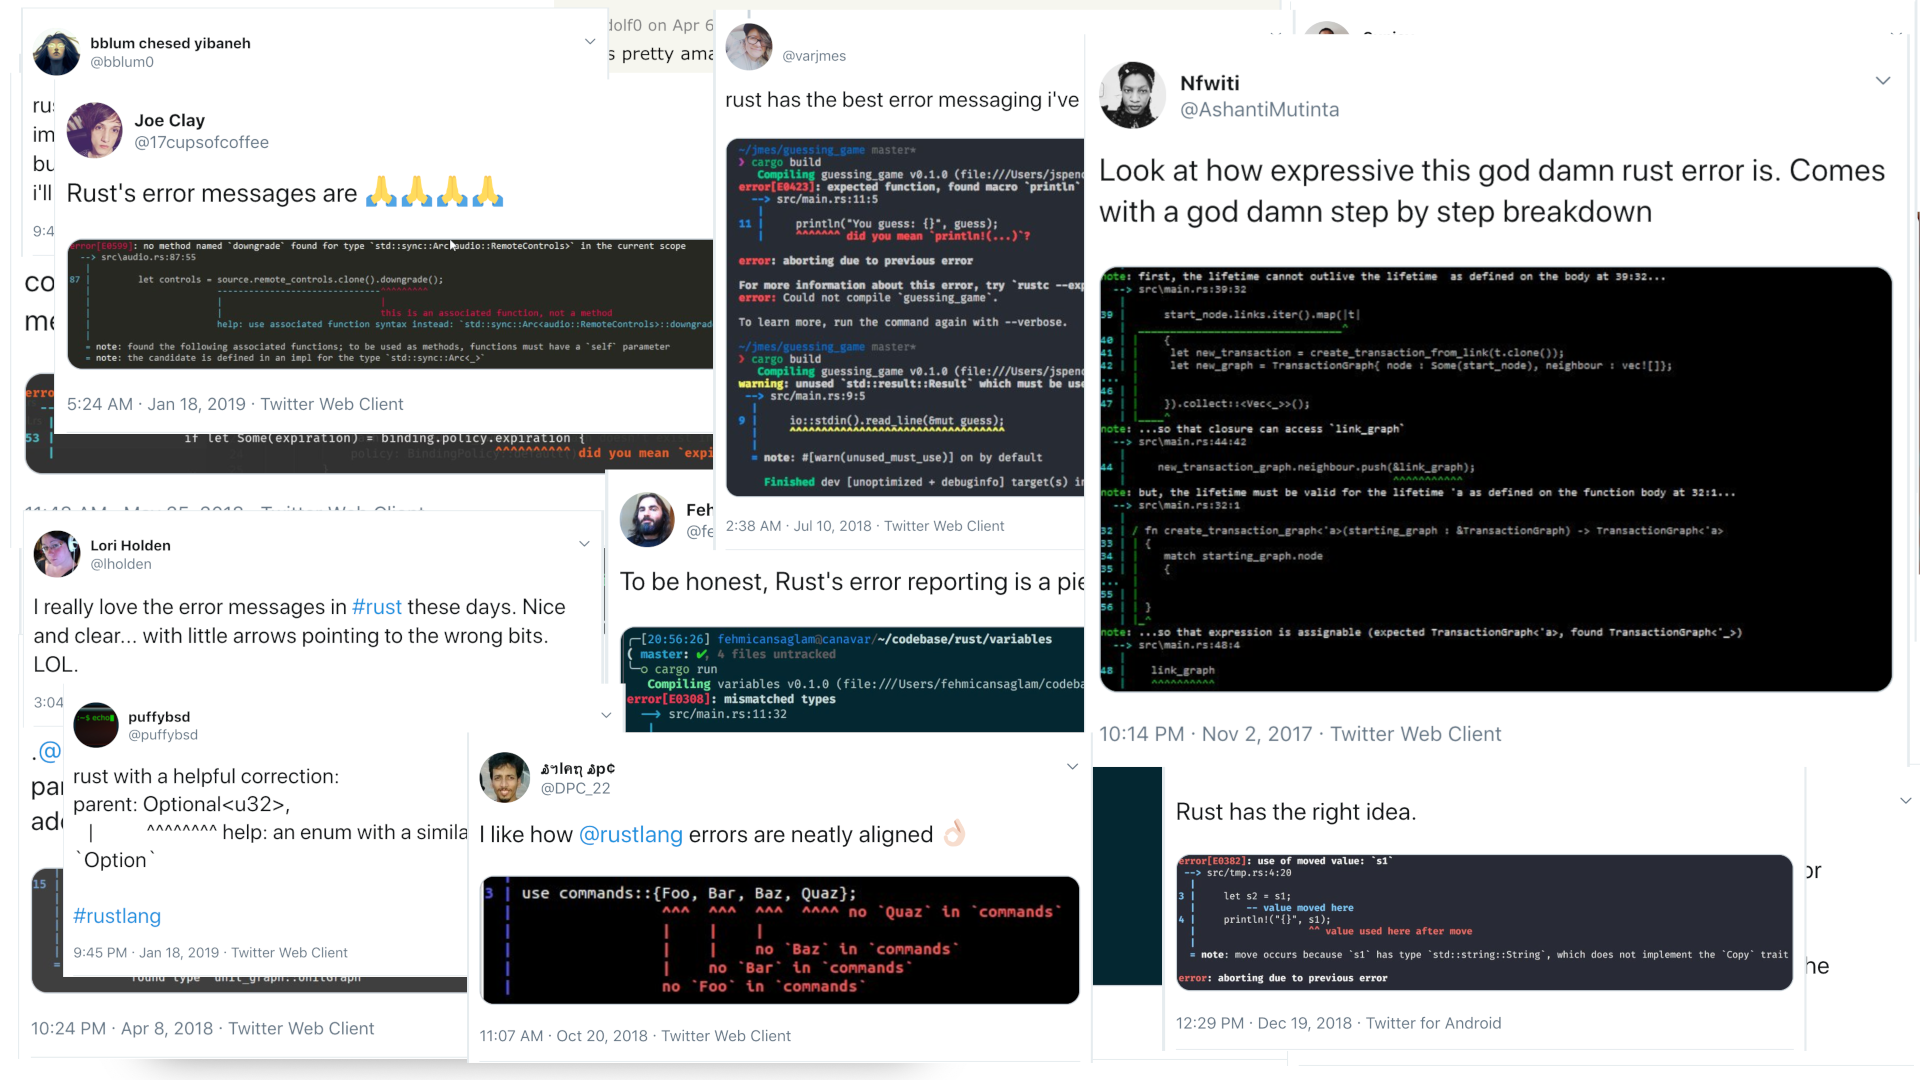 bblum chesed yibaneh
@bblum0
Joe Clay
@17cupsofcoffee
Rust's error messages are 🙏🙏🙏🙏
error[E0599]: no method named `downgrade` found for type `std::sync::Arc<audio::RemoteControls>` in the current scope
--> src\audio.rs:87:55
87 | let controls = source.remote_controls.clone().downgrade();
this is an associated function, not a method
help: use associated function syntax instead: `std::sync::Arc<audio::RemoteControls>::downgrad
= note: found the following associated functions; to be used as methods, functions must have a `self` parameter
= note: the candidate is defined in an impl for the type `std::sync::Arc<_>`
5:24 AM · Jan 18, 2019 · Twitter Web Client
53 if let Some(expiration) = binding.policy.expiration {
^^^^^^^^^^ did you mean `expi
Lori Holden
@lholden
I really love the error messages in #rust these days. Nice
and clear... with little arrows pointing to the wrong bits.
LOL.
3:04
puffybsd
@puffybsd
rust with a helpful correction:
parent: Optional<u32>,
| ^^^^^^^^ help: an enum with a simila
`Option`
#rustlang
9:45 PM · Jan 18, 2019 · Twitter Web Client
15
10:24 PM · Apr 8, 2018 · Twitter Web Client
dolf0 on Apr 6
s pretty ama
@varjmes
rust has the best error messaging i've
~/jmes/guessing_game master*
❯ cargo build
Compiling guessing_game v0.1.0 (file:///Users/jspenc
error[E0423]: expected function, found macro `println`
--> src/main.rs:11:5
|
11 | println("You guess: {}", guess);
| ^^^^^^^ did you mean `println!(...)`?
error: aborting due to previous error
For more information about this error, try `rustc --exp
error: Could not compile `guessing_game`.
To learn more, run the command again with --verbose.
~/jmes/guessing_game master*
❯ cargo build
Compiling guessing_game v0.1.0 (file:///Users/jspenc
warning: unused `std::result::Result` which must be use
--> src/main.rs:9:5
|
9 | io::stdin().read_line(&mut guess);
| ^^^^^^^^^^^^^^^^^^^^^^^^^^^^^^^^^^
= note: #[warn(unused_must_use)] on by default
Finished dev [unoptimized + debuginfo] target(s) in
2:38 AM · Jul 10, 2018 · Twitter Web Client
Feh
@fe
To be honest, Rust's error reporting is a pie
[20:56:26] fehmicansaglam@canavar/~/codebase/rust/variables
( master: ✔, 4 files untracked
cargo run
Compiling variables v0.1.0 (file:///Users/fehmicansaglam/codeba
error[E0308]: mismatched types
--> src/main.rs:11:32
@DPC_22
I like how @rustlang errors are neatly aligned 👌
3 | use commands::{Foo, Bar, Baz, Quaz};
| ^^^ ^^^ ^^^ ^^^^ no `Quaz` in `commands`
| | | |
| | | no `Baz` in `commands`
| | no `Bar` in `commands`
| no `Foo` in `commands`
11:07 AM · Oct 20, 2018 · Twitter Web Client
Nfwiti
@AshantiMutinta
Look at how expressive this god damn rust error is. Comes
with a god damn step by step breakdown
note: first, the lifetime cannot outlive the lifetime as defined on the body at 39:32...
--> src\main.rs:39:32
39 start_node.links.iter().map(|t|
40 {
41 let new_transaction = create_transaction_from_link(t.clone());
42 let new_graph = TransactionGraph{ node : Some(start_node), neighbour : vec![]};
...
46
47 }).collect::<Vec<_>>();
note: ...so that closure can access `link_graph`
--> src\main.rs:44:42
44 new_transaction_graph.neighbour.push(&link_graph);
^^^^^^^^^^^
note: but, the lifetime must be valid for the lifetime 'a as defined on the function body at 32:1...
--> src\main.rs:32:1
32 / fn create_transaction_graph<'a>(starting_graph : &TransactionGraph) -> TransactionGraph<'a>
33 | {
34 | match starting_graph.node
35 | {
...
55
56 | }
|_^
note: ...so that expression is assignable (expected TransactionGraph<'a>, found TransactionGraph<'_>)
--> src\main.rs:48:4
48 link_graph
^^^^^^^^^^
10:14 PM · Nov 2, 2017 · Twitter Web Client
Rust has the right idea.
error[E0382]: use of moved value: `s1`
--> src/tmp.rs:4:20
|
3 | let s2 = s1;
| -- value moved here
4 | println!("{}", s1);
| ^^ value used here after move
|
= note: move occurs because `s1` has type `std::string::String`, which does not implement the `Copy` trait
error: aborting due to previous error
12:29 PM · Dec 19, 2018 · Twitter for Android